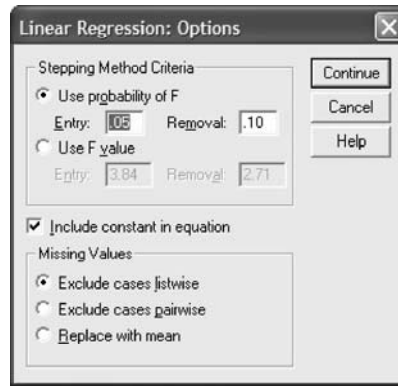 Linear Regression: Options
Stepping Method Criteria
Use probability of F
Entry: .05 Removal: .10
Use F value
Entry: 3.84 Removal: 2.71
Include constant in equation
Missing Values
Exclude cases listwise
Exclude cases pairwise
Replace with mean
Continue
Cancel
Help